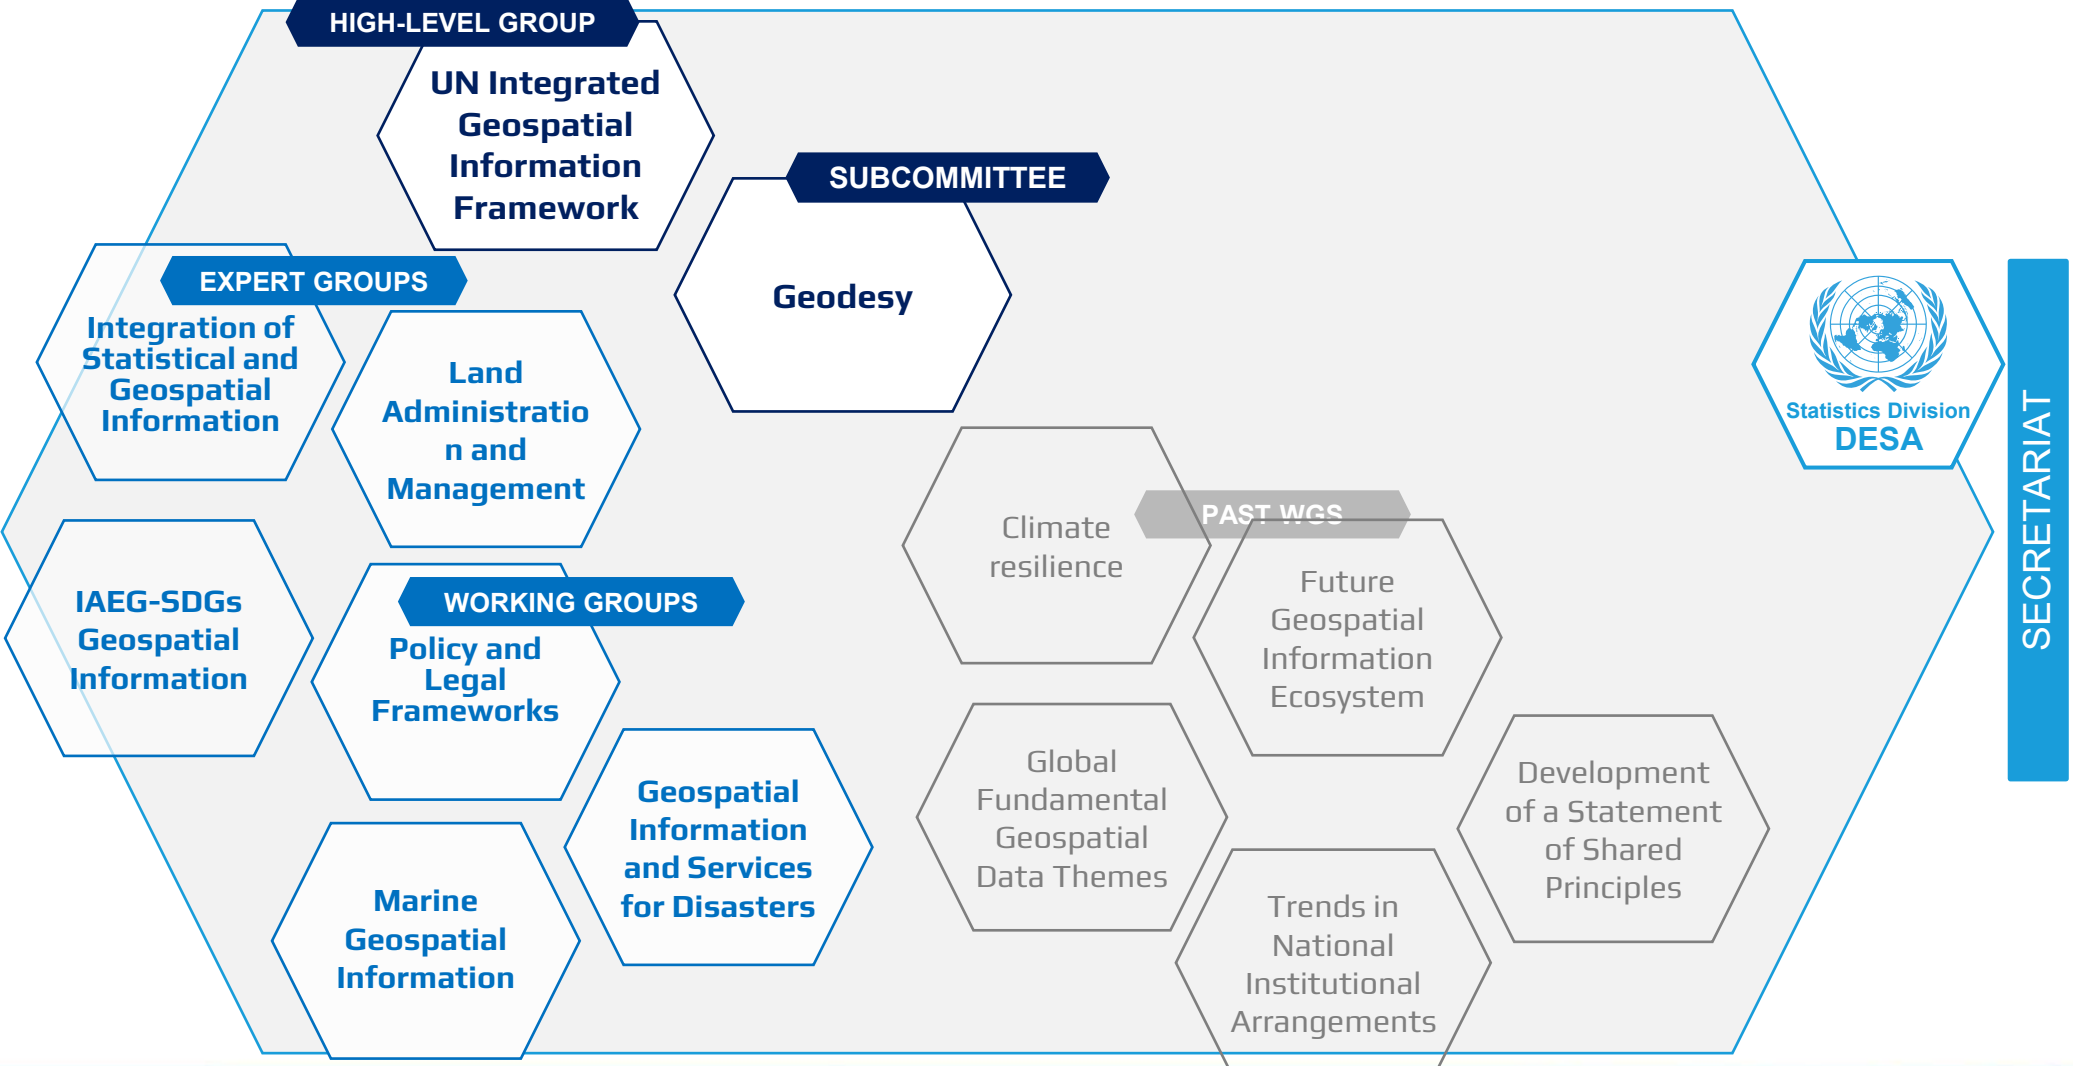 HIGH-LEVEL GROUP
UN Integrated
Geospatial
Information
Framework
SUBCOMMITTEE
Geodesy
EXPERT GROUPS
Integration of
Statistical and
Geospatial
Information
Land
Administratio
n and
Management
IAEG-SDGs
Geospatial
Information
WORKING GROUPS
Policy and
Legal
Frameworks
Geospatial
Information
and Services
for Disasters
Marine
Geospatial
Information
PAST WGS
Climate
resilience
Future
Geospatial
Information
Ecosystem
Global
Fundamental
Geospatial
Data Themes
Development
of a Statement
of Shared
Principles
Trends in
National
Institutional
Arrangements
Statistics Division
DESA
SECRETARIAT